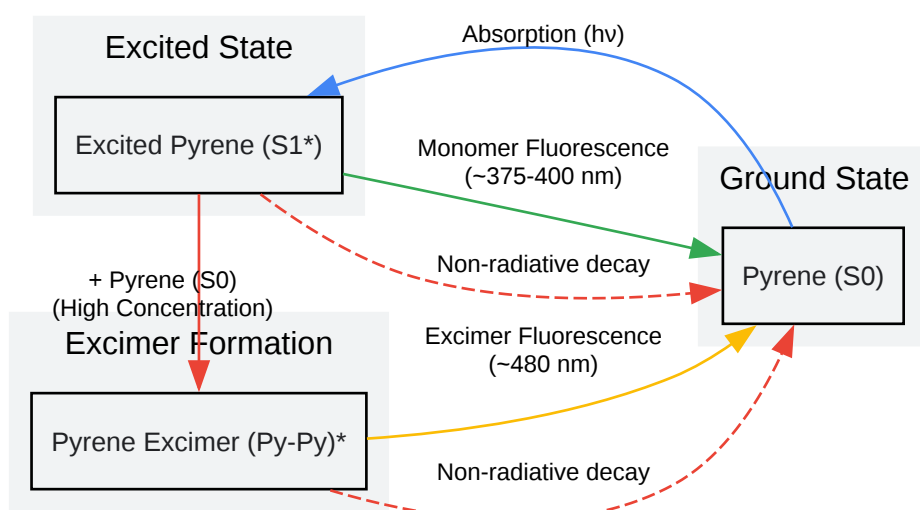 Absorption (hν)
Excited State
Excited Pyrene (S1*)
Monomer Fluorescence
(~375-400 nm)
Ground State
Non-radiative decay
Pyrene (S0)
+ Pyrene (S0)
(High Concentration)
Excimer Formation
Excimer Fluorescence
(~480 nm)
Pyrene Excimer (Py-Py)*
Non-radiative decay